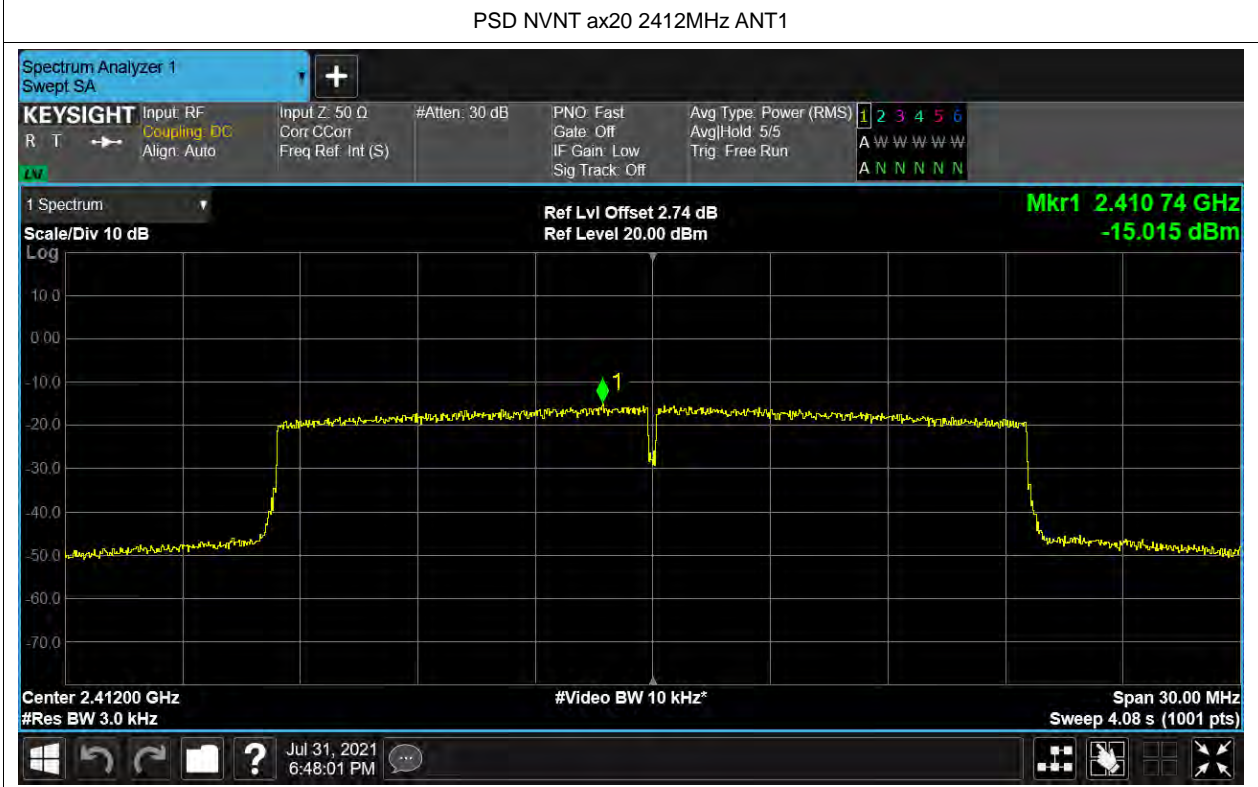 PSD NVNT ax20 2412MHz ANT1
Spectrum Analyzer 1
Swept SA
KEYSIGHT
R T
LXI
Input: RF
Coupling: DC
Align: Auto
Input Z: 50 Ω
Corr CCorr
Freq Ref: Int (S)
#Atten: 30 dB
PNO: Fast
Gate: Off
IF Gain: Low
Sig Track: Off
Avg Type: Power (RMS)
Avg|Hold: 5/5
Trig: Free Run
1 2 3 4 5 6
A W W W W W
A N N N N N
1 Spectrum
Scale/Div 10 dB
Log
Ref Lvl Offset 2.74 dB
Ref Level 20.00 dBm
Mkr1 2.410 74 GHz
-15.015 dBm
10.0
0.00
-10.0
-20.0
-30.0
-40.0
-50.0
-60.0
-70.0
1
Center 2.41200 GHz
#Res BW 3.0 kHz
#Video BW 10 kHz*
Span 30.00 MHz
Sweep 4.08 s (1001 pts)
?
Jul 31, 2021
6:48:01 PM